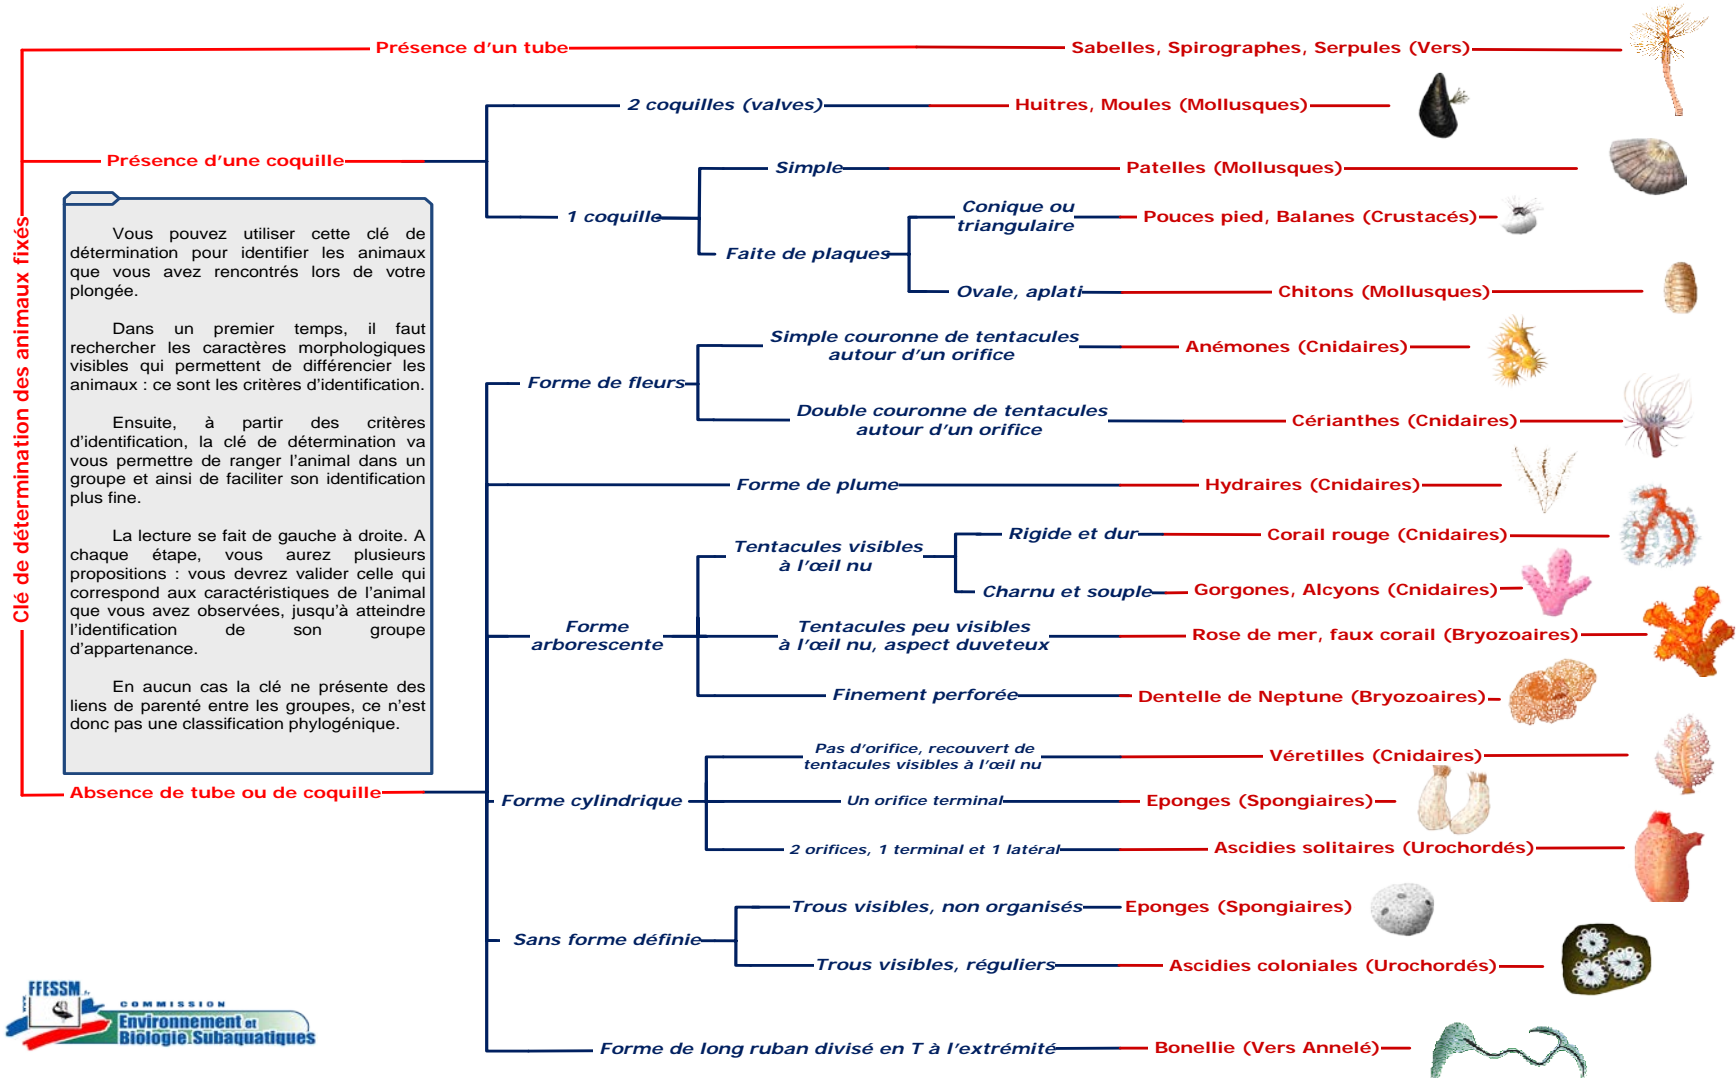 Clé de détermination des animaux fixés
Présence d'un tube
Sabelles, Spirographes, Serpules (Vers)
Présence d'une coquille
2 coquilles (valves)
Huitres, Moules (Mollusques)
1 coquille
Simple
Patelles (Mollusques)
Faite de plaques
Conique ou
triangulaire
Pouces pied, Balanes (Crustacés)
Ovale, aplati
Chitons (Mollusques)
Vous pouvez utiliser cette clé de
détermination pour identifier les animaux
que vous avez rencontrés lors de votre
plongée.
Dans un premier temps, il faut
rechercher les caractères morphologiques
visibles qui permettent de différencier les
animaux : ce sont les critères d'identification.
Ensuite, à partir des critères
d'identification, la clé de détermination va
vous permettre de ranger l'animal dans un
groupe et ainsi de faciliter son identification
plus fine.
La lecture se fait de gauche à droite. A
chaque étape, vous aurez plusieurs
propositions : vous devrez valider celle qui
correspond aux caractéristiques de l'animal
que vous avez observées, jusqu'à atteindre
l'identification de son groupe
d'appartenance.
En aucun cas la clé ne présente des
liens de parenté entre les groupes, ce n'est
donc pas une classification phylogénique.
Absence de tube ou de coquille
Forme de fleurs
Simple couronne de tentacules
autour d'un orifice
Anémones (Cnidaires)
Double couronne de tentacules
autour d'un orifice
Cérianthes (Cnidaires)
Forme de plume
Hydraires (Cnidaires)
Forme
arborescente
Tentacules visibles
à l'œil nu
Rigide et dur
Corail rouge (Cnidaires)
Charnu et souple
Gorgones, Alcyons (Cnidaires)
Tentacules peu visibles
à l'œil nu, aspect duveteux
Rose de mer, faux corail (Bryozoaires)
Finement perforée
Dentelle de Neptune (Bryozoaires)
Forme cylindrique
Pas d'orifice, recouvert de
tentacules visibles à l'œil nu
Véretilles (Cnidaires)
Un orifice terminal
Eponges (Spongiaires)
2 orifices, 1 terminal et 1 latéral
Ascidies solitaires (Urochordés)
Sans forme définie
Trous visibles, non organisés
Eponges (Spongiaires)
Trous visibles, réguliers
Ascidies coloniales (Urochordés)
Forme de long ruban divisé en T à l'extrémité
Bonellie (Vers Annelé)
FFESSM
COMMISSION
Environnement et
Biologie Subaquatiques